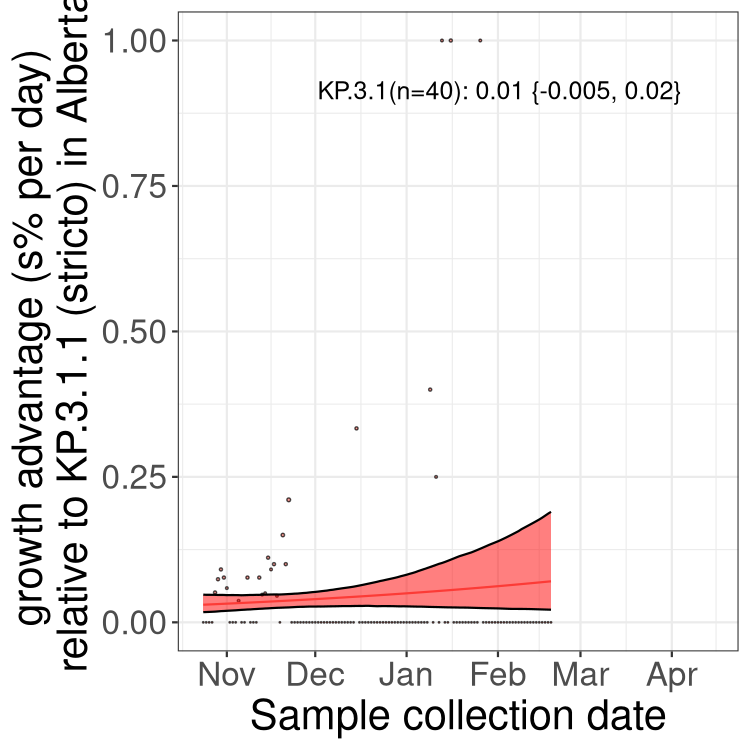 growth advantage (s% per day)
relative to KP.3.1.1 (stricto) in Alberta
1.00
KP.3.1(n=40): 0.01 {-0.005, 0.02}
0.75
0.50
0.25
0.00
Nov Dec Jan Feb Mar Apr
Sample collection date